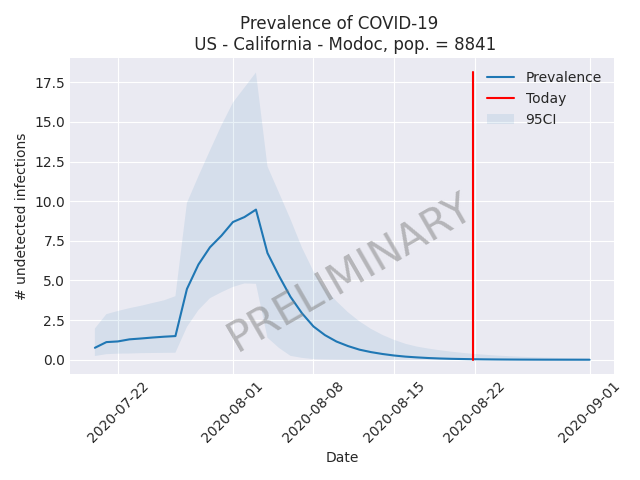 Prevalence of COVID-19
US - California - Modoc, pop. = 8841
# undetected infections
17.5
15.0
12.5
10.0
7.5
5.0
2.5
0.0
Prevalence
Today
95CI
PRELIMINARY
2020-07-22
2020-08-01
2020-08-08
2020-08-15
2020-08-22
2020-09-01
Date